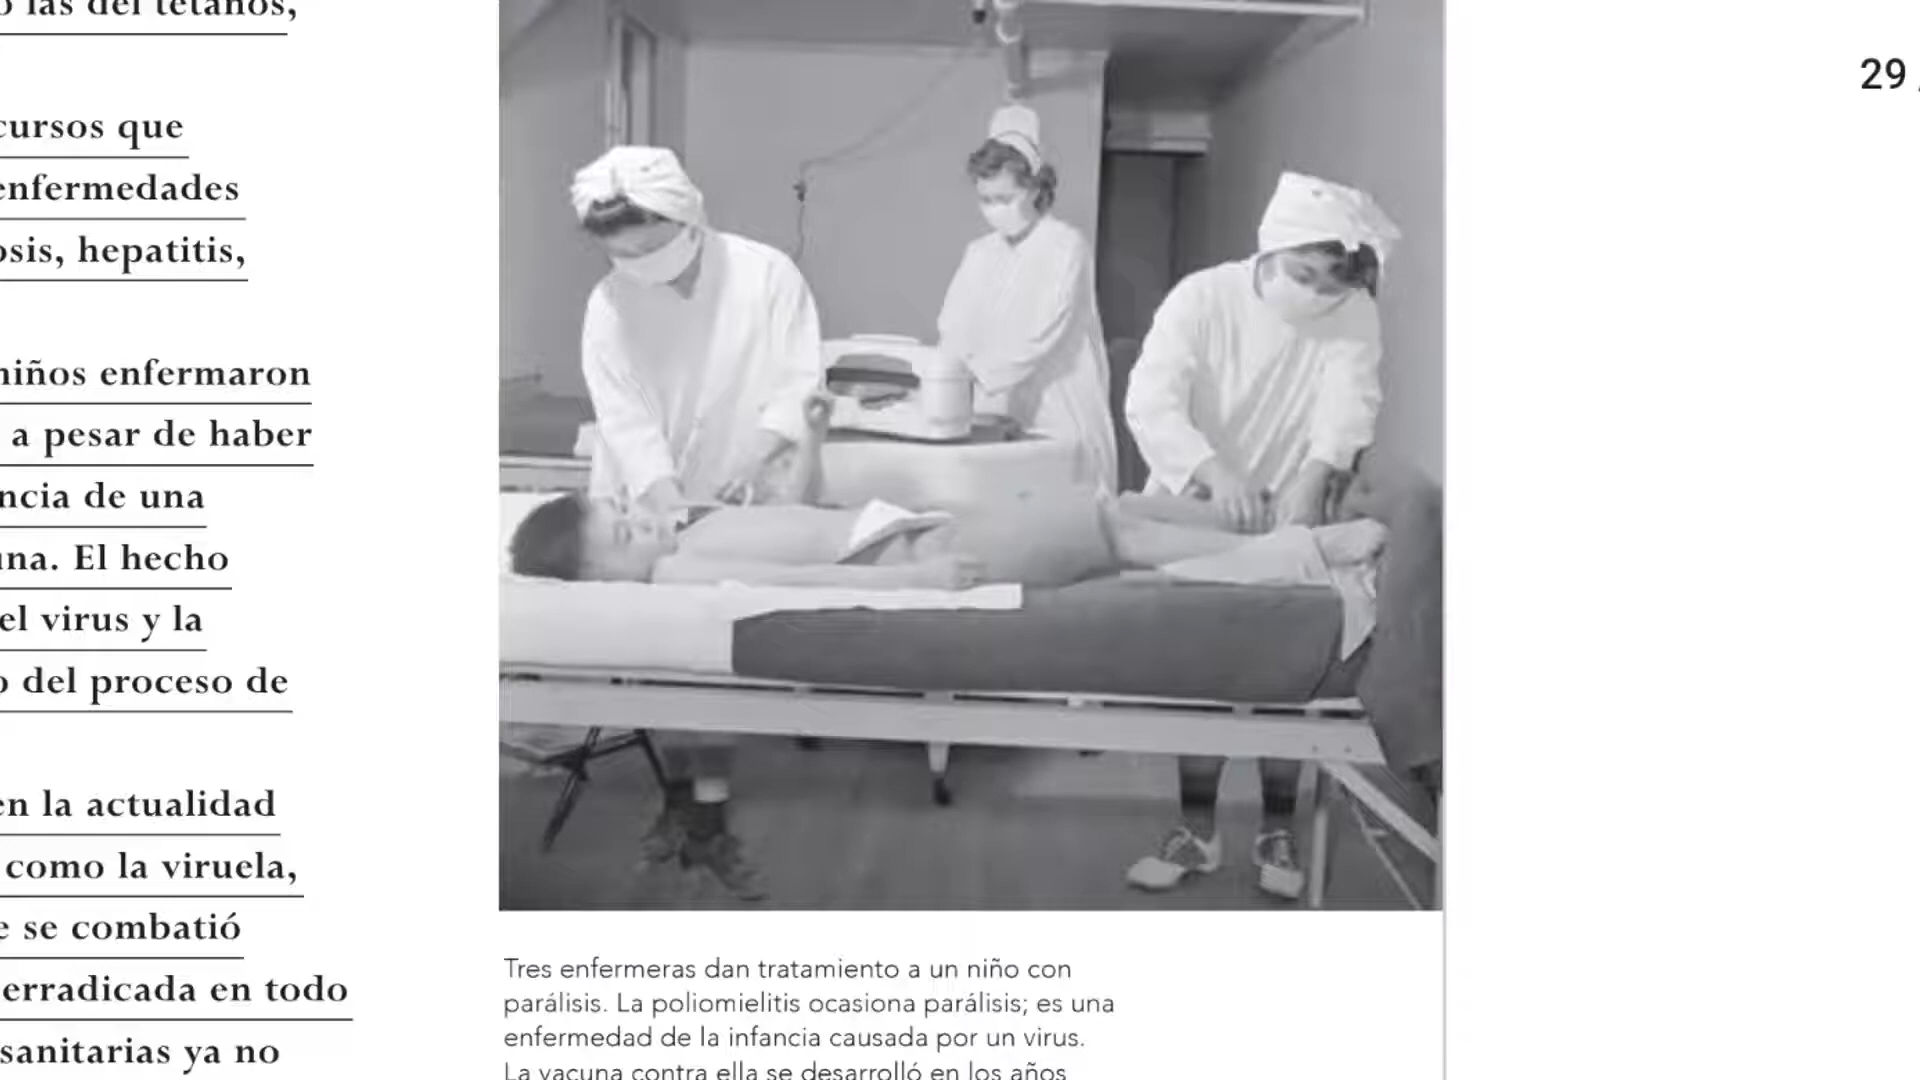 las del tetanos,
cursos que
enfermedades
osis, hepatitis,
niños enfermaron
a pesar de haber
ncia de una
una. El hecho
el virus y la
o del proceso de
en la actualidad
como la viruela,
e se combatió
erradicada en todo
sanitarias ya no
29
Tres enfermeras dan tratamiento a un niño con
parálisis. La poliomielitis ocasiona parálisis; es una
enfermedad de la infancia causada por un virus.
La vacuna contra ella se desarrolló en los años